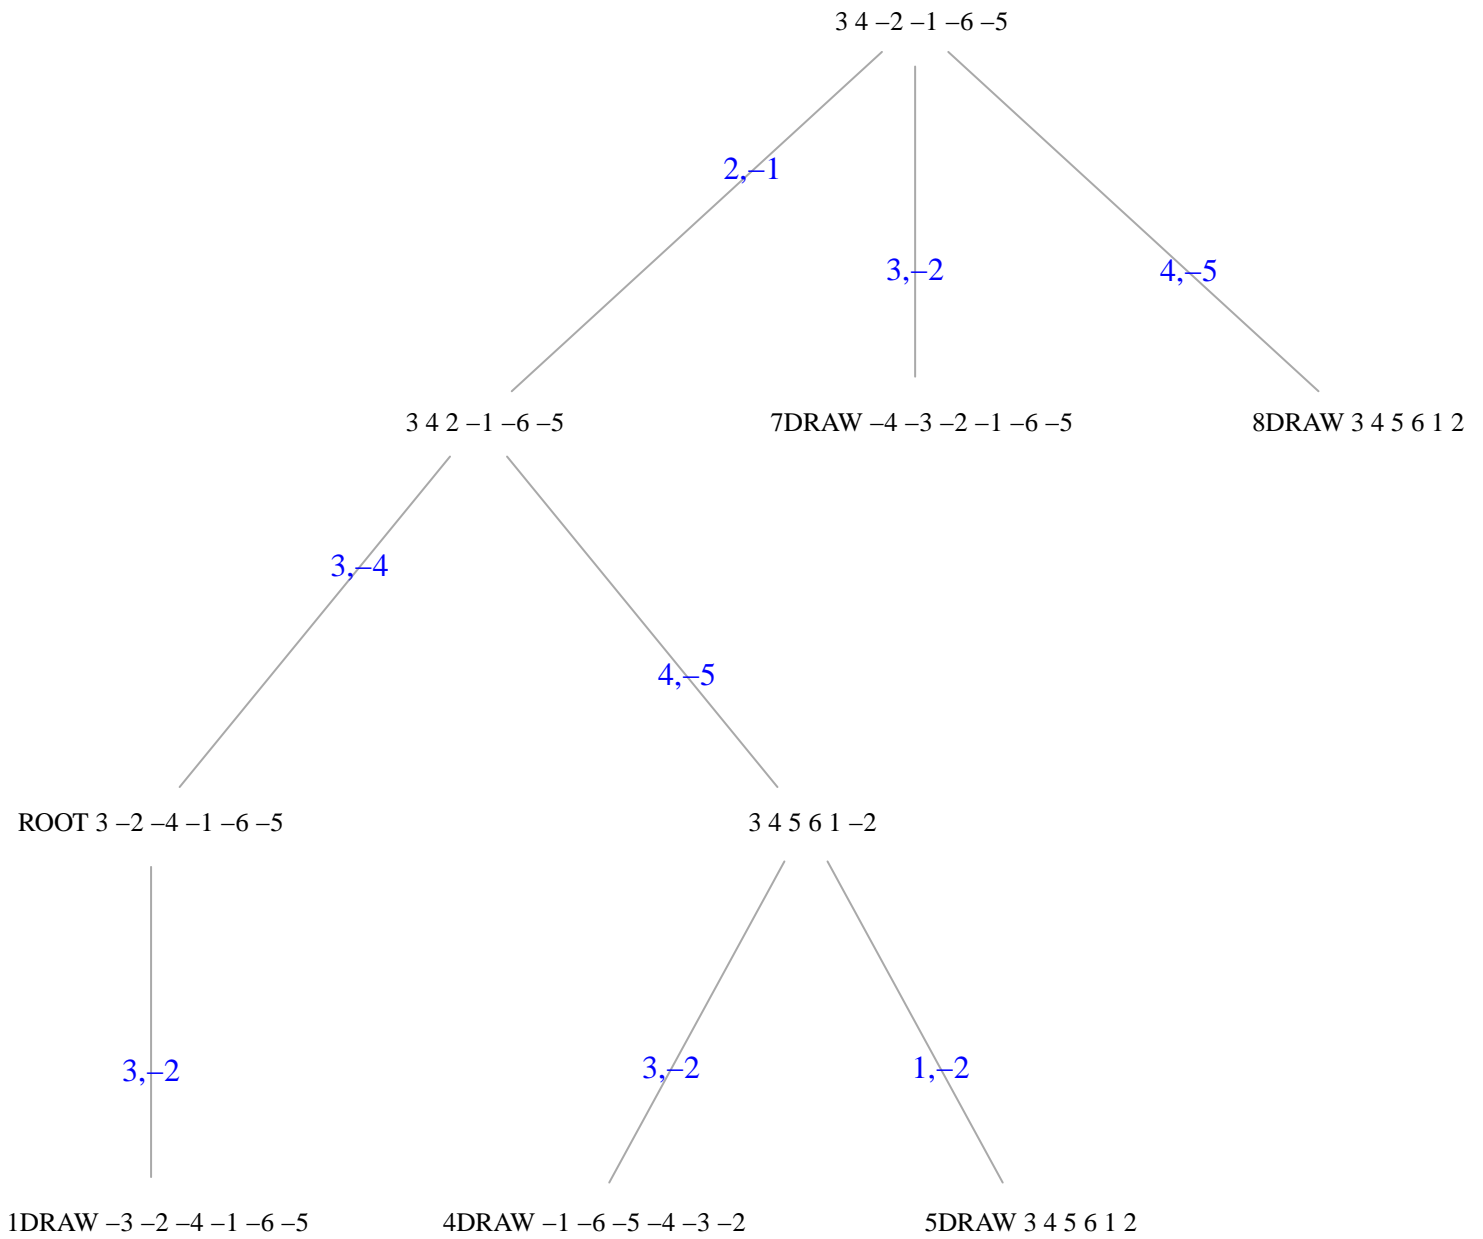 3 4 –2 –1 –6 –5
2,–1
3,–2
4,–5
3 4 2 –1 –6 –5
7DRAW –4 –3 –2 –1 –6 –5
8DRAW 3 4 5 6 1 2
3,–4
4,–5
ROOT 3 –2 –4 –1 –6 –5
3 4 5 6 1 –2
3,–2
3,–2
1,–2
1DRAW –3 –2 –4 –1 –6 –5
4DRAW –1 –6 –5 –4 –3 –2
5DRAW 3 4 5 6 1 2